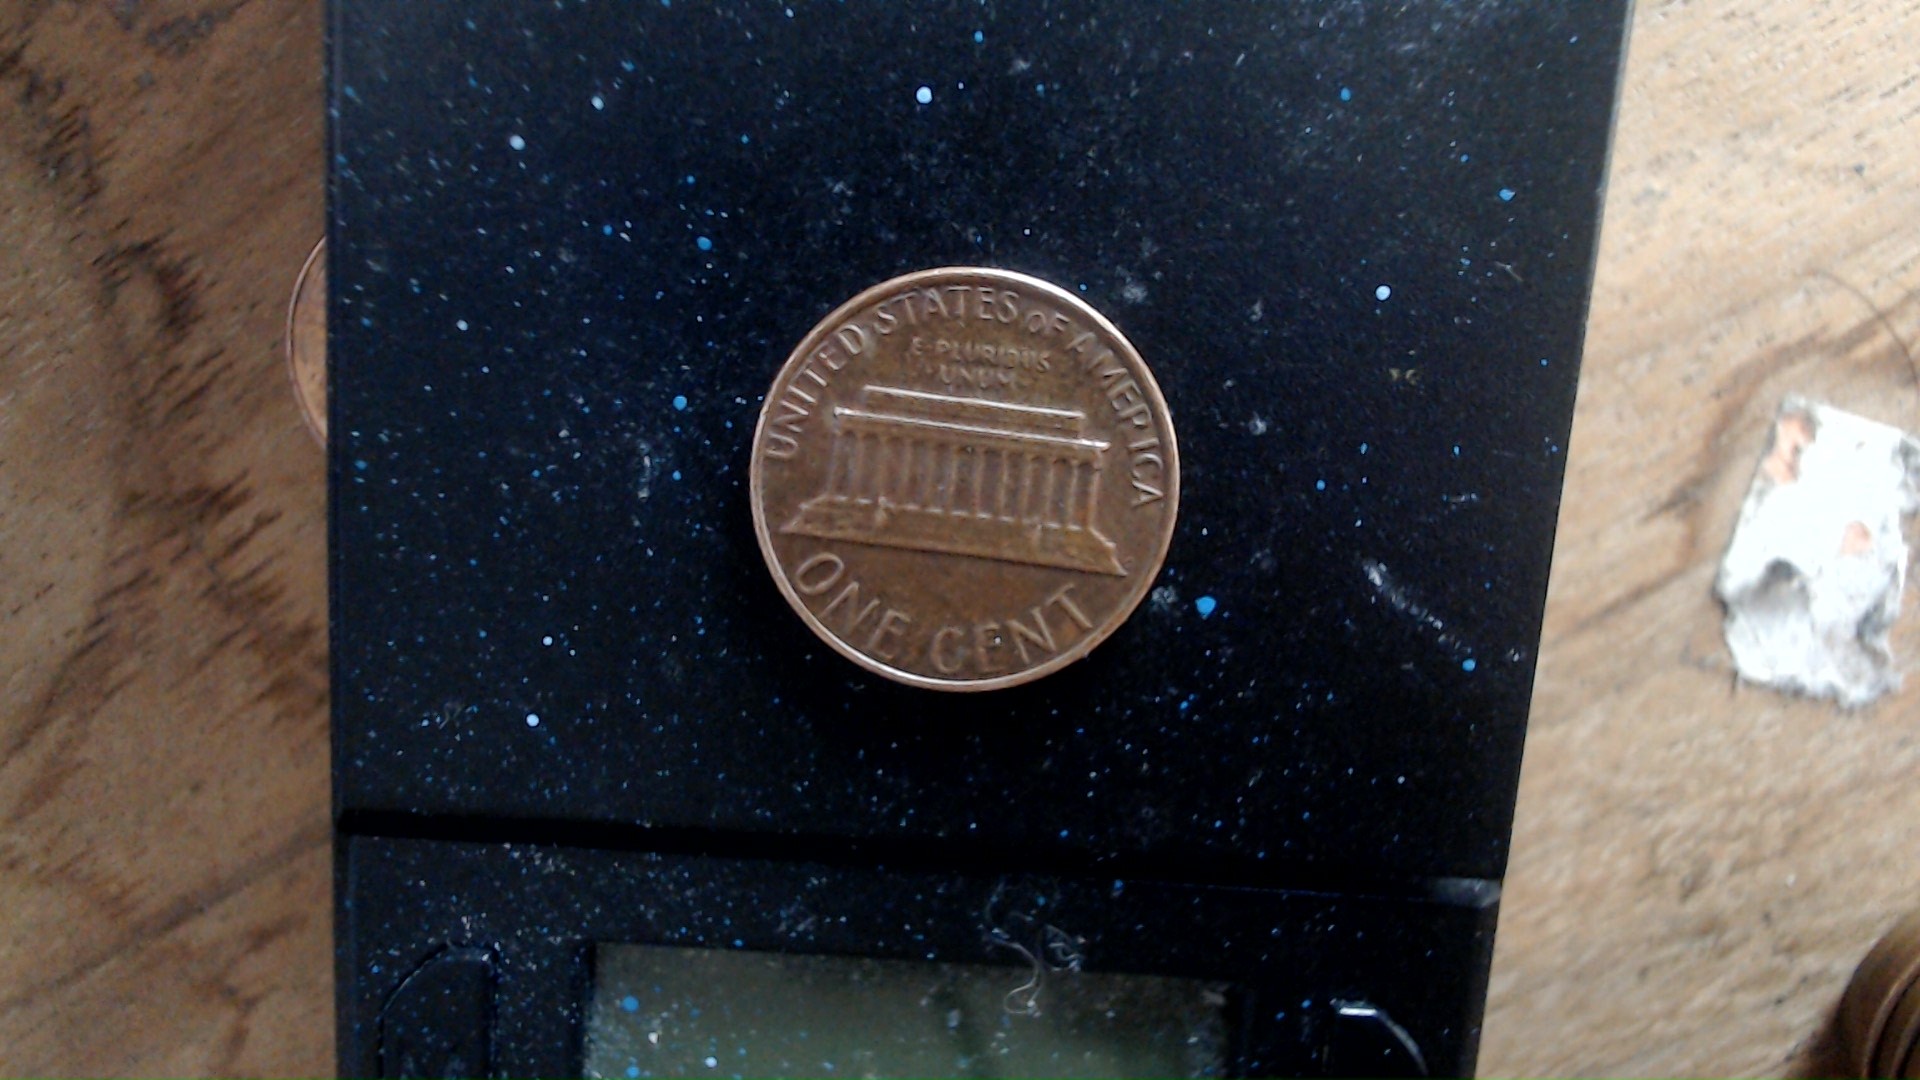 UNITED STATES OF AMERICA
E PLURIBUS
UNUM
ONE CENT